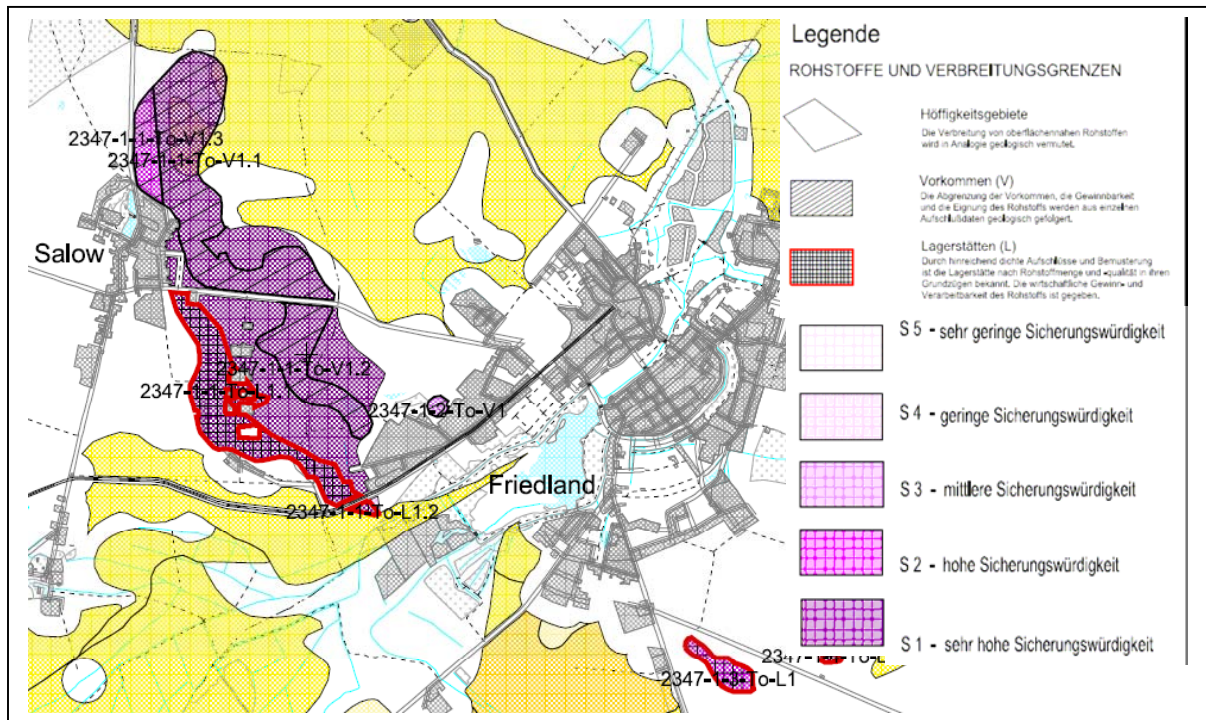 Legende
ROHSTOFFE UND VERBREITUNGSGRENZEN
Höffigkeitsgebiete
Die Verbreitung von oberflächennahen Rohstoffen
wird in Analogie geologisch vermutet.
Vorkommen (V)
Die Abgrenzung der Vorkommen, die Gewinnbarkeit
und die Eignung des Rohstoffs werden aus einzelnen
Aufschlußdaten geologisch gefolgert.
Lagerstätten (L)
Durch hinreichend dichte Aufschlüsse und Bemusterung
ist die Lagerstätte nach Rohstoffmenge und -qualität in ihren
Grundzügen bekannt. Die wirtschaftliche Gewinn- und
Verarbeitbarkeit des Rohstoffs ist gegeben.
S 5 - sehr geringe Sicherungswürdigkeit
S 4 - geringe Sicherungswürdigkeit
S 3 - mittlere Sicherungswürdigkeit
S 2 - hohe Sicherungswürdigkeit
S 1 - sehr hohe Sicherungswürdigkeit
2347-1-1-To-V1.3
2347-1-1-To-V1.1
Salow
2347-1-1-To-V1.2
2347-1-1-To-L1.1
2347-1-2-To-V1
Friedland
2347-1-1-To-L1.2
2347-1-3-To-L1